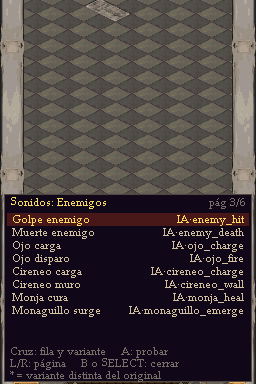 Sonidos: Enemigos pág 3/6
Golpe enemigo IA·enemy_hit
Muerte enemigo IA·enemy_death
Ojo carga IA·ojo_charge
Ojo disparo IA·ojo_fire
Cireneo carga IA·cireneo_charge
Cireneo muro IA·cireneo_wall
Monja cura IA·monja_heal
Monaguillo surge IA·monaguillo_emerge
Cruz: fila y variante A: probar
L/R: página B o SELECT: cerrar
* = variante distinta del original